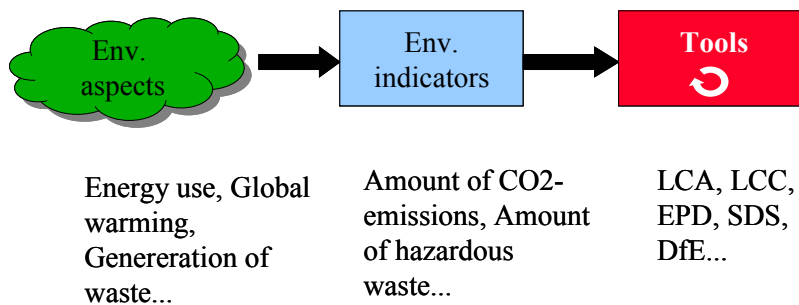 Env.
aspects
Env.
indicators
Tools
Energy use, Global
warming,
Genereration of
waste...
Amount of CO2-
emissions, Amount
of hazardous
waste...
LCA, LCC,
EPD, SDS,
DfE...